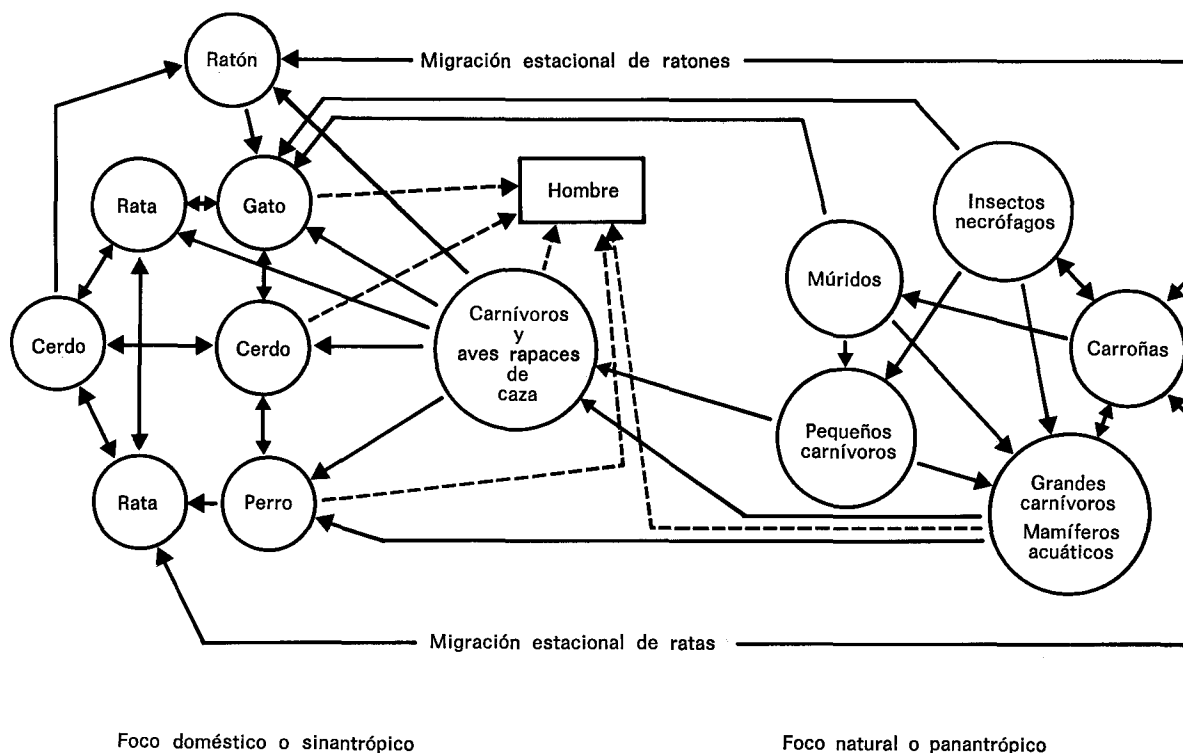 Ratón
Migración estacional de ratones
Rata
Gato
Hombre
Insectos
necrófagos
Múridos
Cerdo
Cerdo
Carnívoros
y
aves rapaces
de
caza
Carroñas
Pequeños
carnívoros
Rata
Perro
Grandes
carnívoros
Mamíferos
acuáticos
Migración estacional de ratas
Foco doméstico o sinantrópico
Foco natural o panantrópico